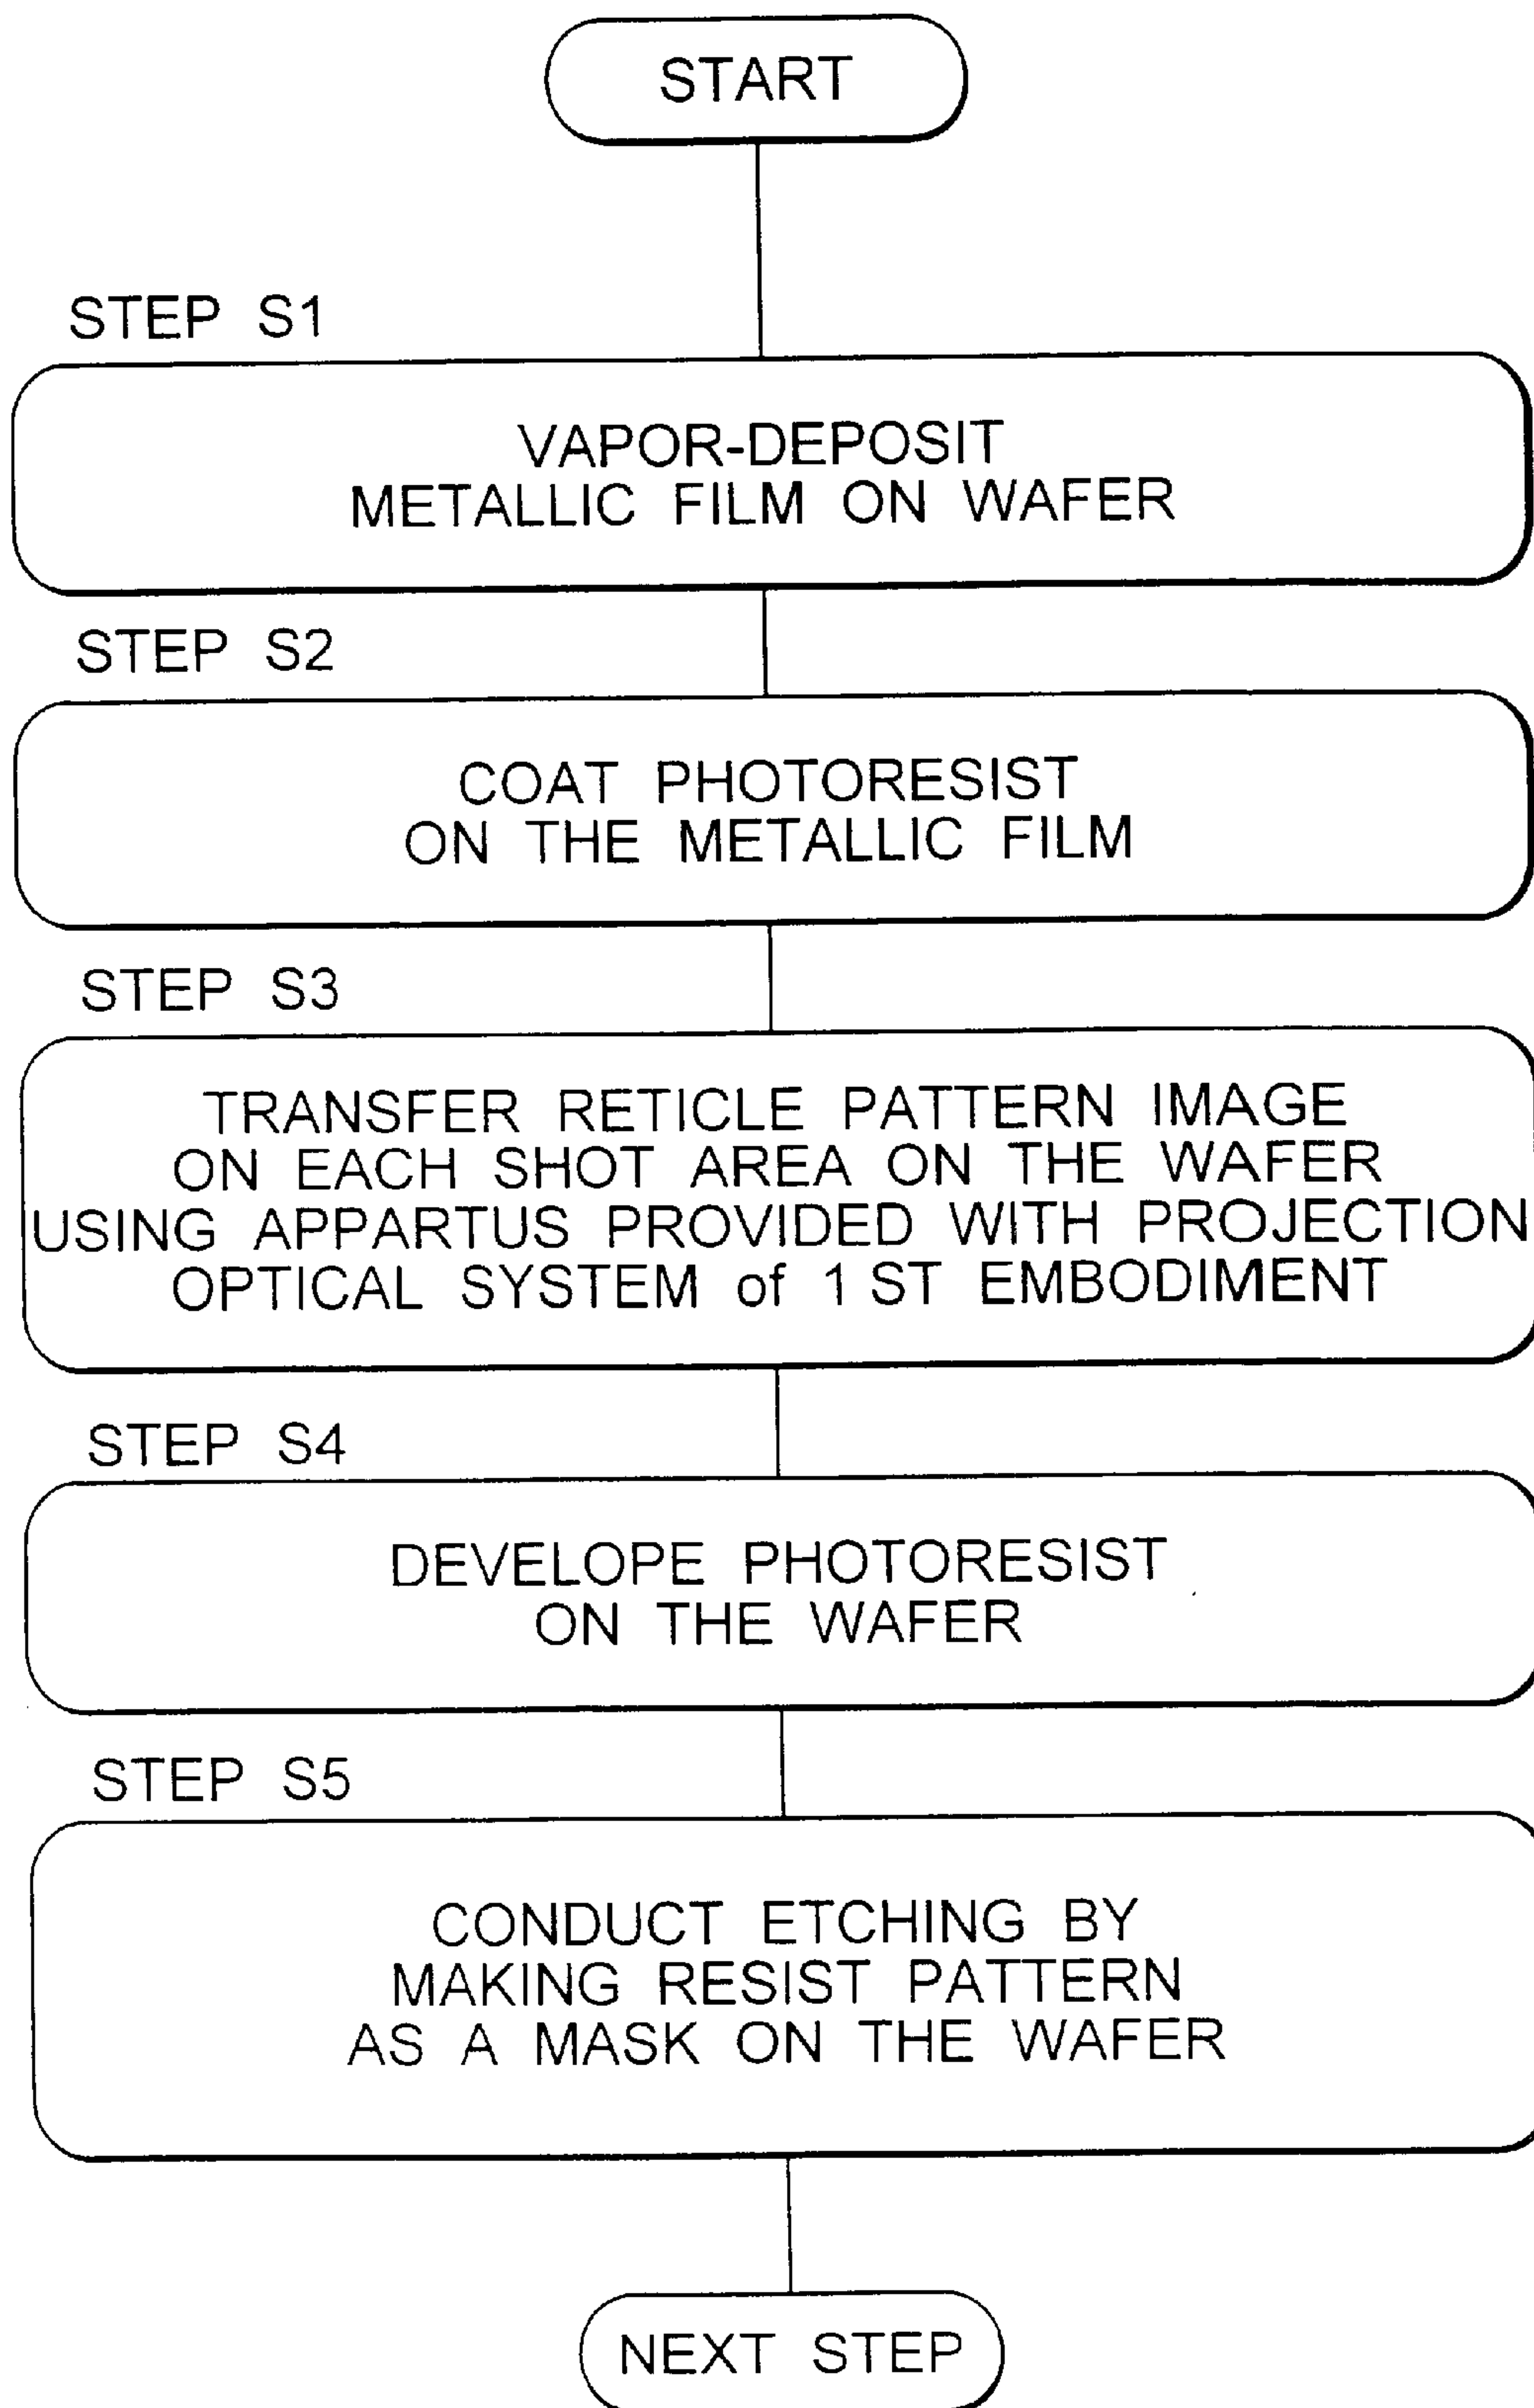 START
STEP S1
VAPOR-DEPOSIT
METALLIC FILM ON WAFER
STEP S2
COAT PHOTORESIST
ON THE METALLIC FILM
STEP S3
TRANSFER RETICLE PATTERN IMAGE
ON EACH SHOT AREA ON THE WAFER
USING APPARTUS PROVIDED WITH PROJECTION
OPTICAL SYSTEM of 1 ST EMBODIMENT
STEP S4
DEVELOPE PHOTORESIST
ON THE WAFER
STEP S5
CONDUCT ETCHING BY
MAKING RESIST PATTERN
AS A MASK ON THE WAFER
NEXT STEP